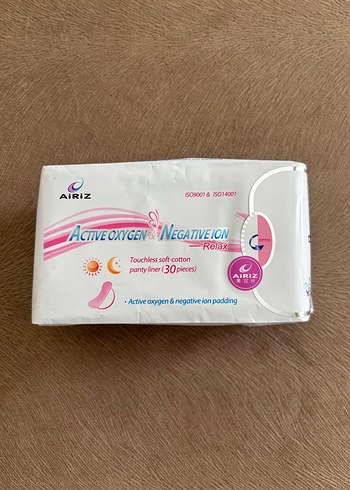 AiRiZ
ISO9001 & ISO14001
ACTIVE OXYGEN & NEGATIVE ION
Relax
Touchless soft-cotton
panty liner (30 pieces)
AiRiZ
• Active oxygen & negative ion padding